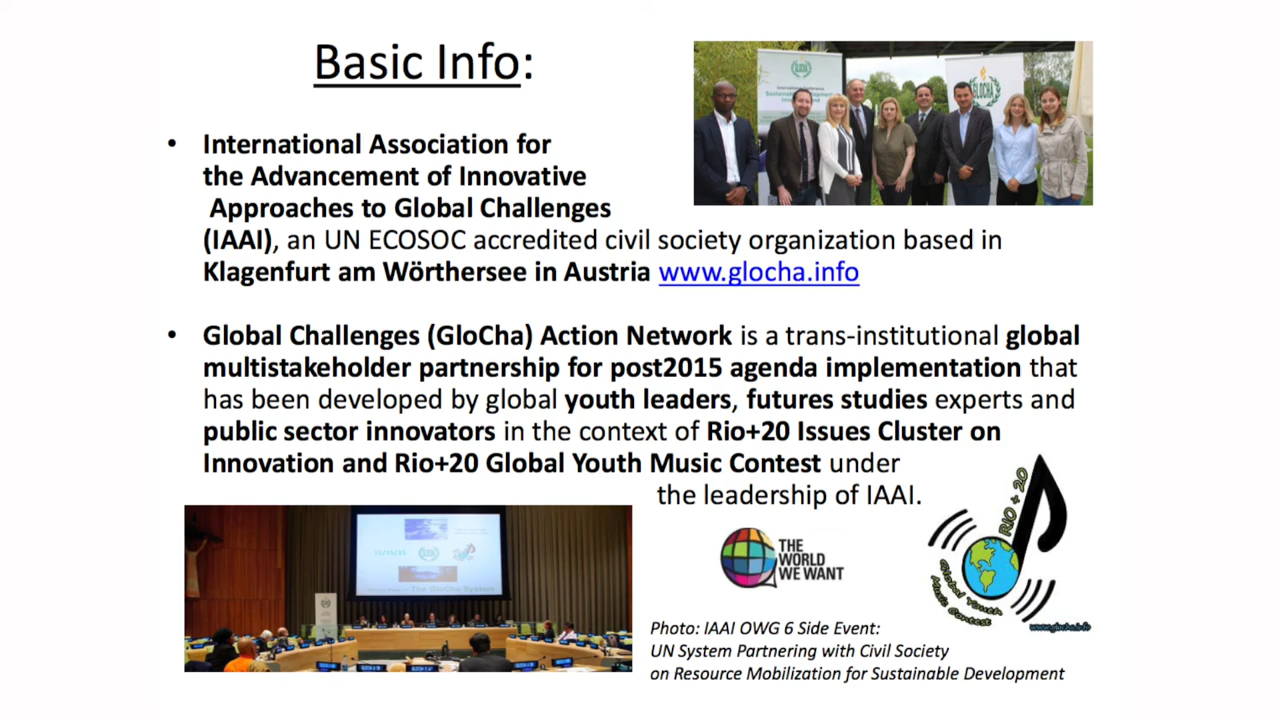 Basic Info:
• International Association for
the Advancement of Innovative
Approaches to Global Challenges
(IAAI), an UN ECOSOC accredited civil society organization based in
Klagenfurt am Wörthersee in Austria www.glocha.info
• Global Challenges (GloCha) Action Network is a trans-institutional global
multistakeholder partnership for post2015 agenda implementation that
has been developed by global youth leaders, futures studies experts and
public sector innovators in the context of Rio+20 Issues Cluster on
Innovation and Rio+20 Global Youth Music Contest under
the leadership of IAAI.
GLOCHA
The GloCha System
THE
WORLD
WE WANT
RIO + 20
Global Youth
Music Contest
www.glocha.info
Photo: IAAI OWG 6 Side Event:
UN System Partnering with Civil Society
on Resource Mobilization for Sustainable Development